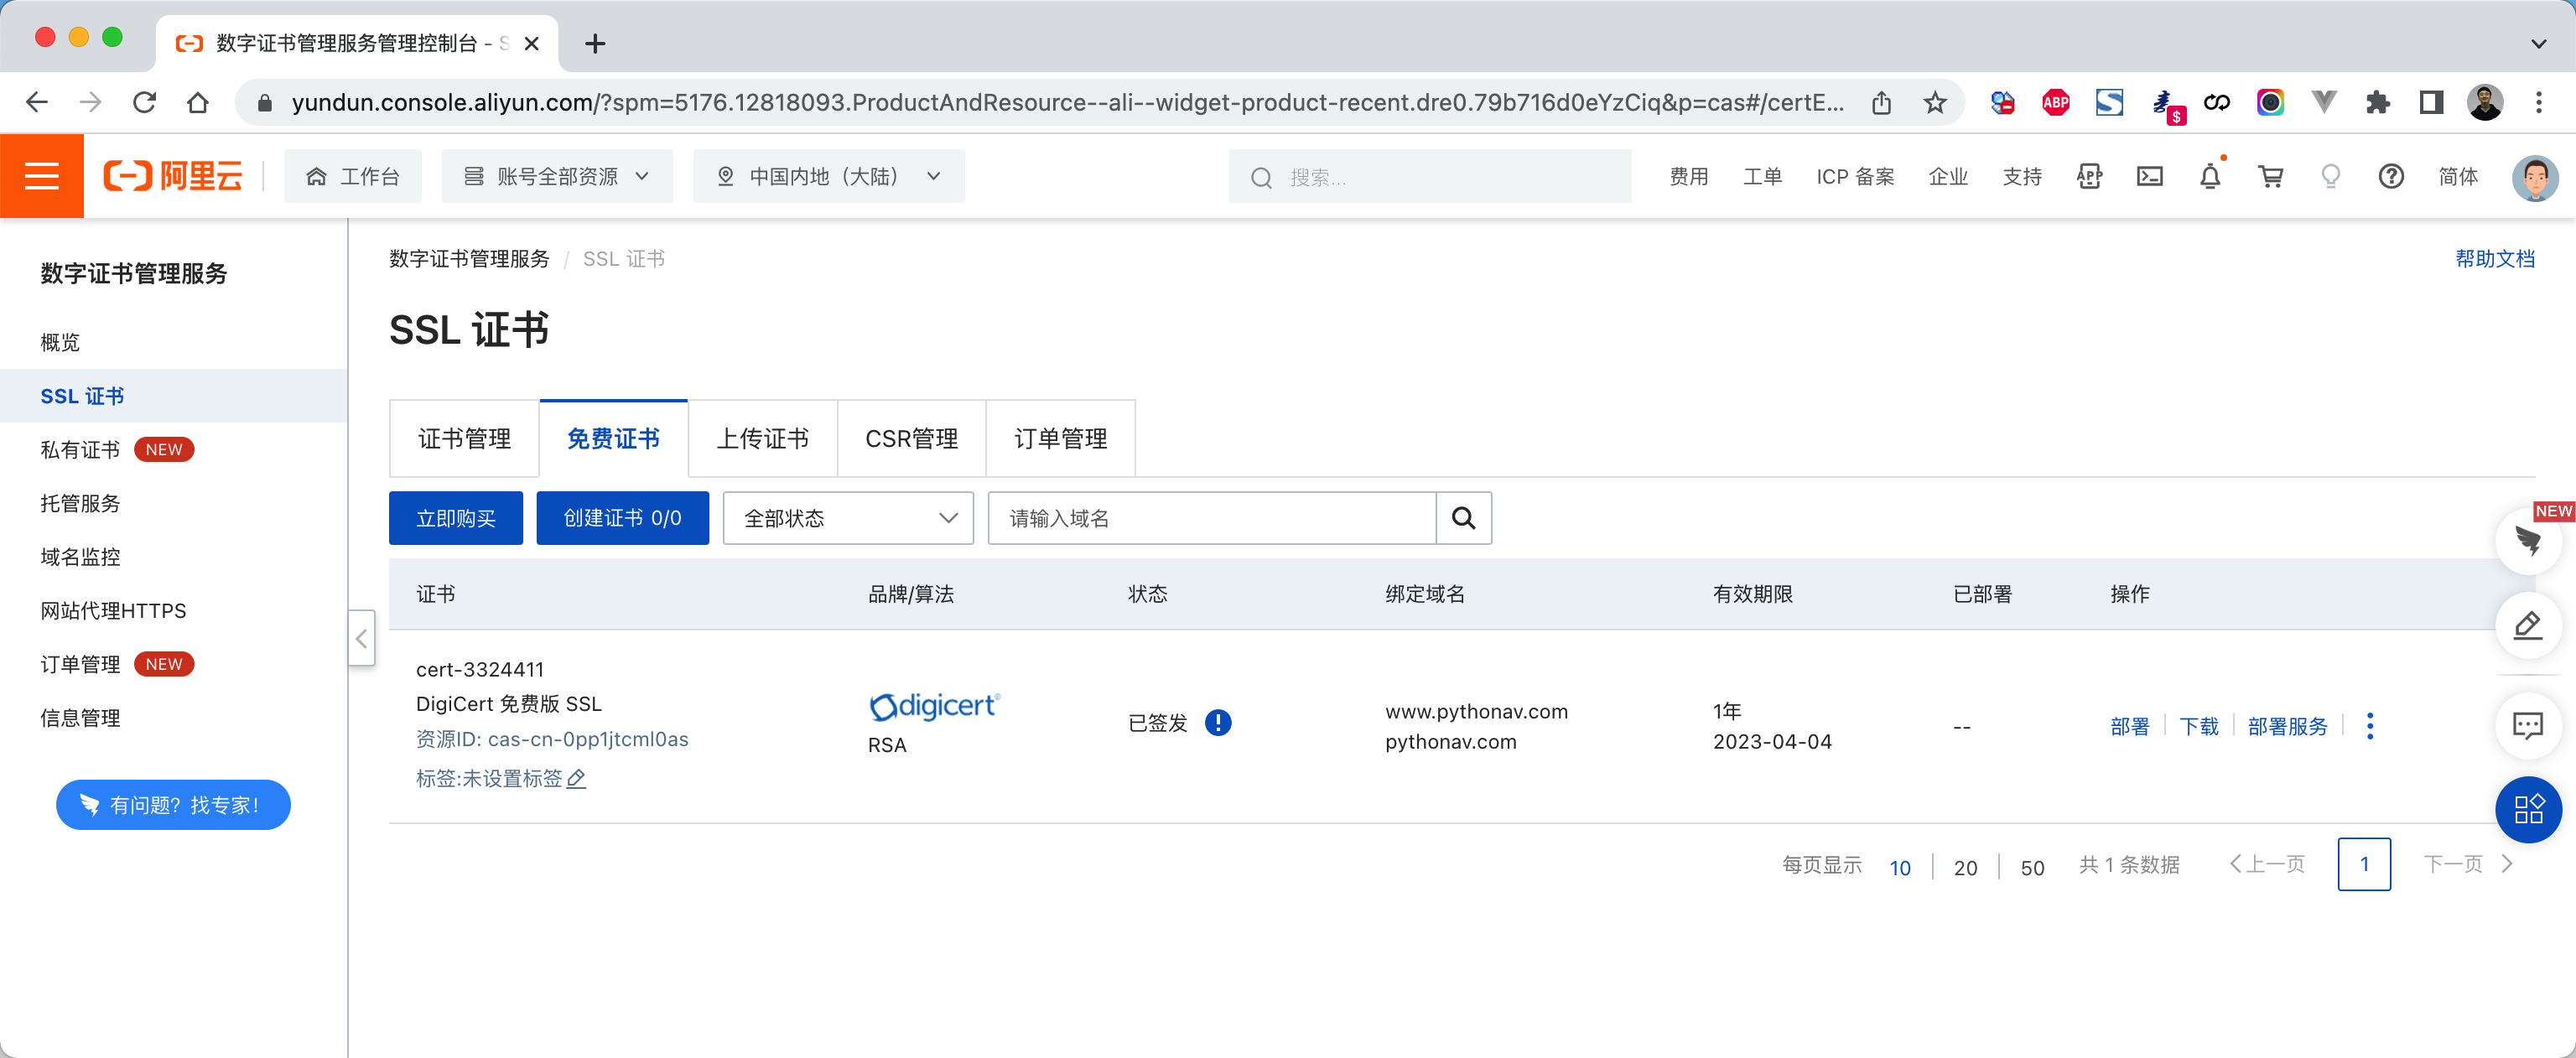 数字证书管理服务管理控制台 - S
yundun.console.aliyun.com/?spm=5176.12818093.ProductAndResource--ali--widget-product-recent.dre0.79b716d0eYzCiq&p=cas#/certE...
ABP
$
阿里云
工作台
账号全部资源
中国内地（大陆）
搜索...
费用
工单
ICP 备案
企业
支持
APP
简体
数字证书管理服务
概览
SSL 证书
私有证书 NEW
托管服务
域名监控
网站代理HTTPS
订单管理 NEW
信息管理
有问题？找专家！
数字证书管理服务 / SSL 证书
帮助文档
SSL 证书
证书管理
免费证书
上传证书
CSR管理
订单管理
立即购买
创建证书 0/0
全部状态
请输入域名
NEW
证书 品牌/算法 状态 绑定域名 有效期限 已部署 操作
cert-3324411
DigiCert 免费版 SSL
资源ID: cas-cn-0pp1jtcml0as
标签:未设置标签
digicert®
RSA
已签发
www.pythonav.com
pythonav.com
1年
2023-04-04
--
部署 下载 部署服务
每页显示 10 20 50 共 1 条数据 上一页 1 下一页